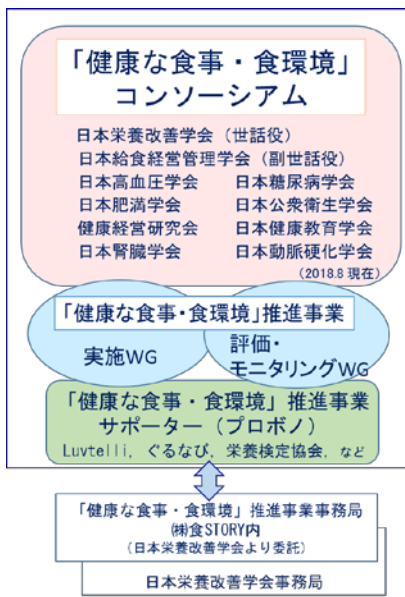 「健康な食事・食環境」
コンソーシアム
日本栄養改善学会（世話役）
日本給食経営管理学会（副世話役）
日本高血圧学会　日本糖尿病学会
日本肥満学会　日本公衆衛生学会
健康経営研究会　日本健康教育学会
日本腎臓学会　日本動脈硬化学会
（2018.8 現在）
「健康な食事・食環境」推進事業
実施WG
評価・
モニタリングWG
「健康な食事・食環境」推進事業
サポーター（プロボノ）
Luvtelli，ぐるなび，栄養検定協会，など
「健康な食事・食環境」推進事業事務局
㈱食STORY内
（日本栄養改善学会より委託）
日本栄養改善学会事務局